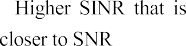 Higher SINR that is
closer to SNR